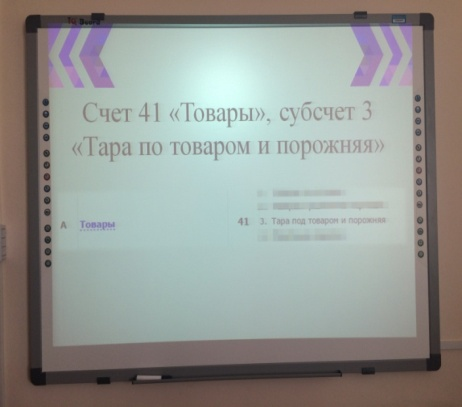 Счет 41 «Товары», субсчет 3
«Тара по товаром и порожняя»
А Товары 41 3. Тара под товаром и порожняя